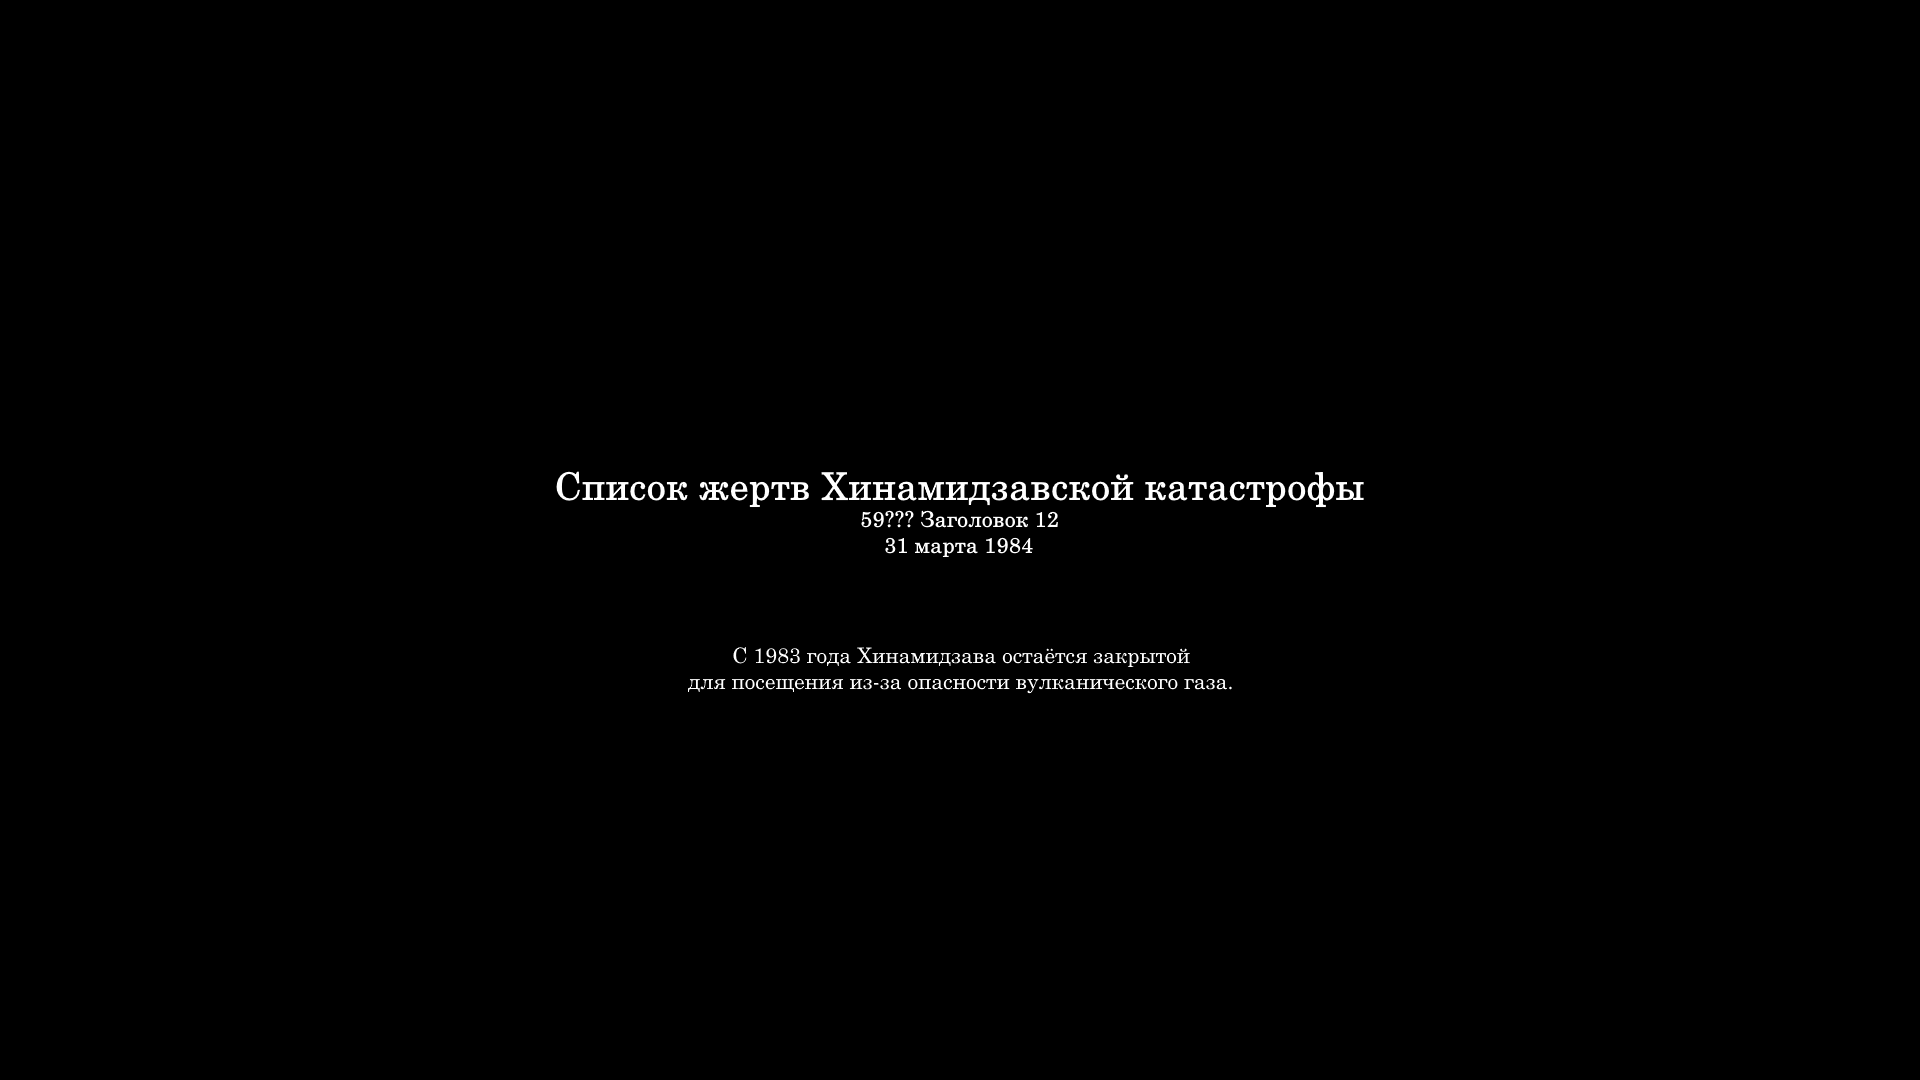 Список жертв Хинамидзавской катастрофы
59??? Заголовок 12
31 марта 1984
С 1983 года Хинамидзава остаётся закрытой
для посещения из-за опасности вулканического газа.